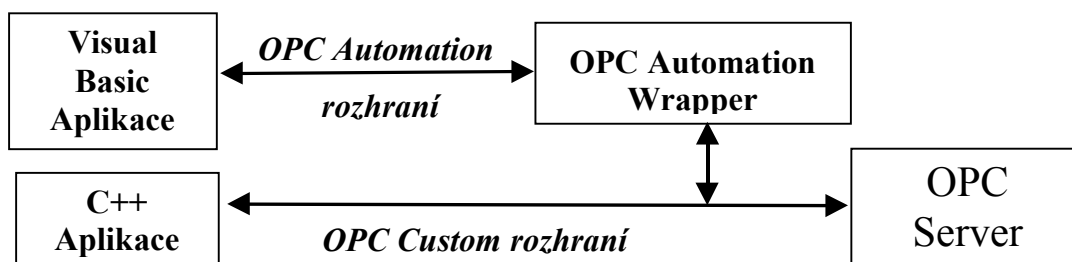 Visual
Basic
Aplikace
OPC Automation
rozhraní
OPC Automation
Wrapper
C++
Aplikace
OPC Custom rozhraní
OPC
Server